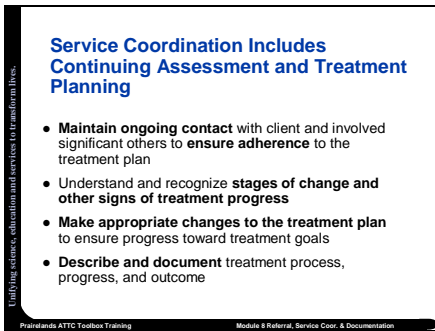 Service Coordination Includes
Continuing Assessment and Treatment
Planning
● Maintain ongoing contact with client and involved
significant others to ensure adherence to the
treatment plan
● Understand and recognize stages of change and
other signs of treatment progress
● Make appropriate changes to the treatment plan
to ensure progress toward treatment goals
● Describe and document treatment process,
progress, and outcome
Unifying science, education and services to transform lives.
Prairelands ATTC Toolbox Training
Module 8 Referral, Service Coor. & Documentation